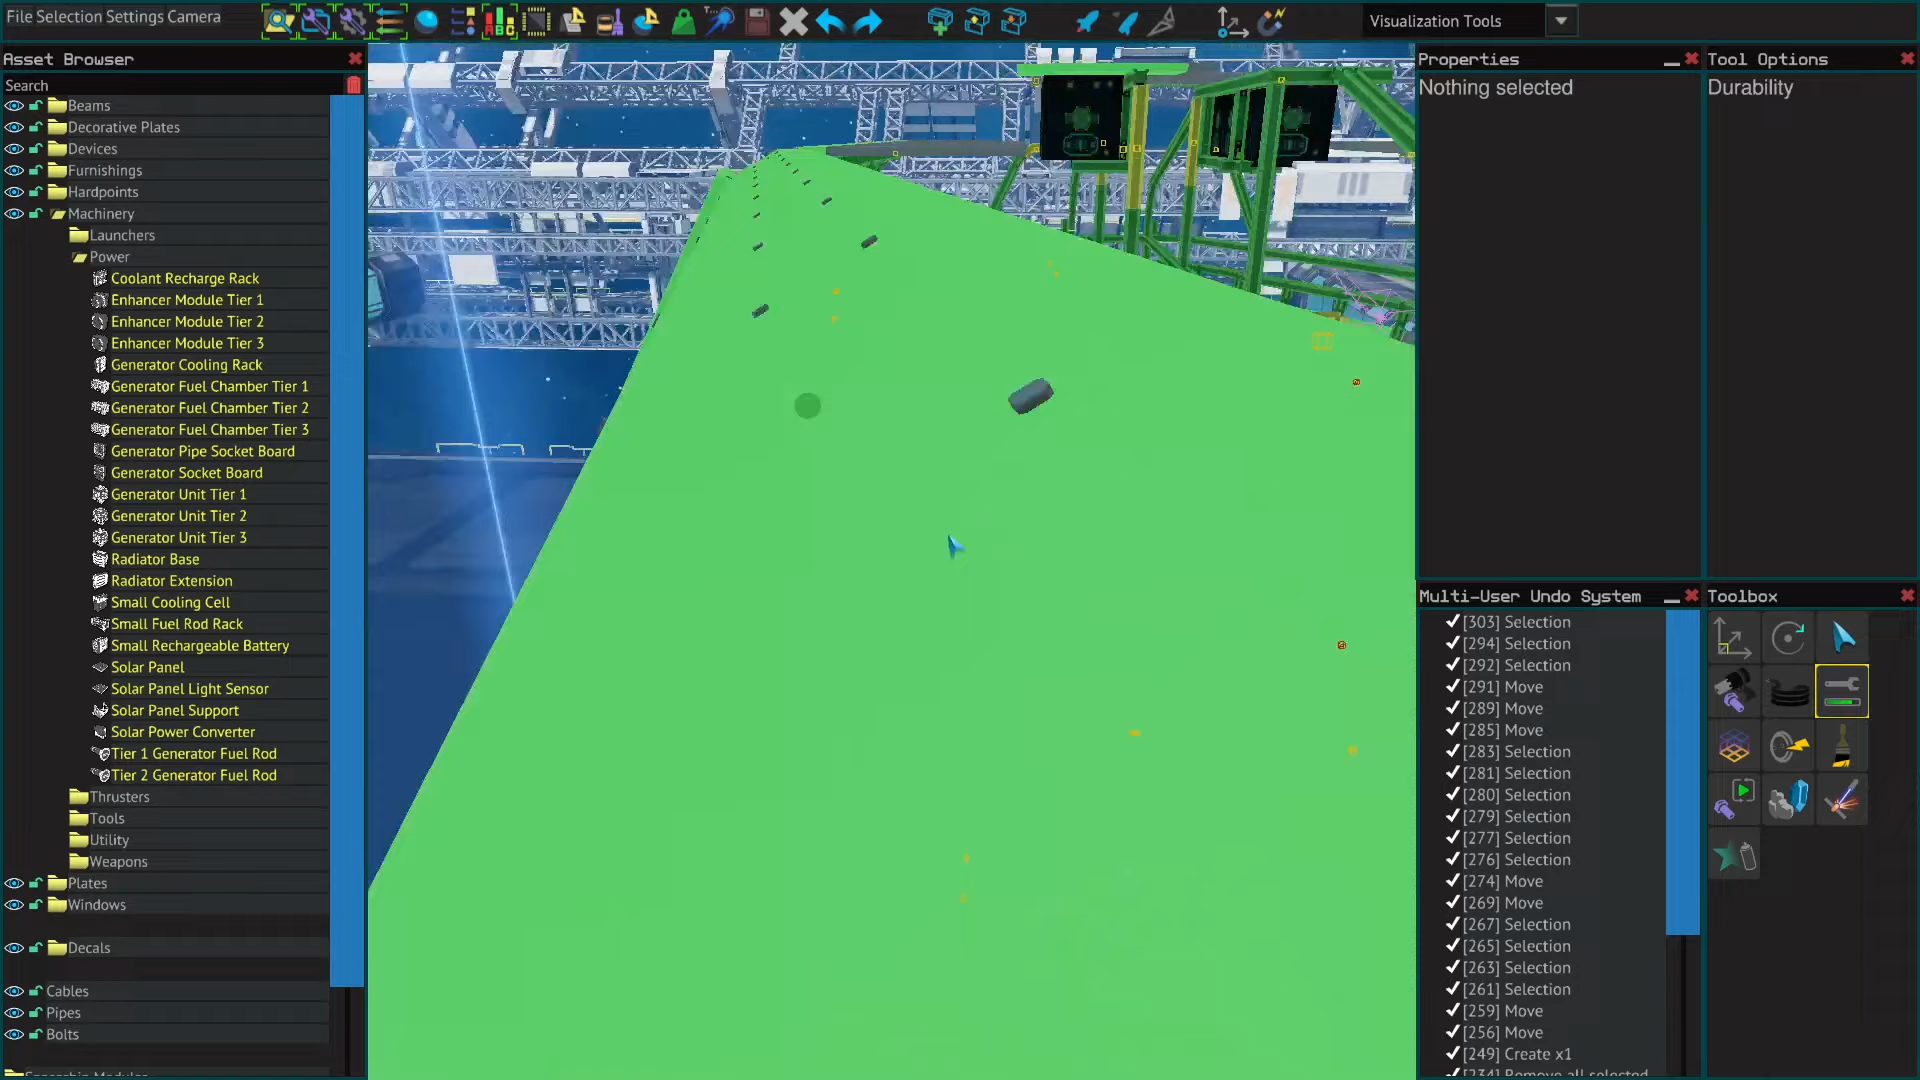 File Selection Settings Camera
Visualization Tools
Asset Browser
Search
Beams
Decorative Plates
Devices
Furnishings
Hardpoints
Machinery
Launchers
Power
Coolant Recharge Rack
Enhancer Module Tier 1
Enhancer Module Tier 2
Enhancer Module Tier 3
Generator Cooling Rack
Generator Fuel Chamber Tier 1
Generator Fuel Chamber Tier 2
Generator Fuel Chamber Tier 3
Generator Pipe Socket Board
Generator Socket Board
Generator Unit Tier 1
Generator Unit Tier 2
Generator Unit Tier 3
Radiator Base
Radiator Extension
Small Cooling Cell
Small Fuel Rod Rack
Small Rechargeable Battery
Solar Panel
Solar Panel Light Sensor
Solar Panel Support
Solar Power Converter
Tier 1 Generator Fuel Rod
Tier 2 Generator Fuel Rod
Thrusters
Tools
Utility
Weapons
Plates
Windows
Decals
Cables
Pipes
Bolts
Properties
Nothing selected
Tool Options
Durability
Multi-User Undo System
[303] Selection
[294] Selection
[292] Selection
[291] Move
[289] Move
[285] Move
[283] Selection
[281] Selection
[280] Selection
[279] Selection
[277] Selection
[276] Selection
[274] Move
[269] Move
[267] Selection
[265] Selection
[263] Selection
[261] Selection
[259] Move
[256] Move
[249] Create x1
[234] Remove all selected
Toolbox